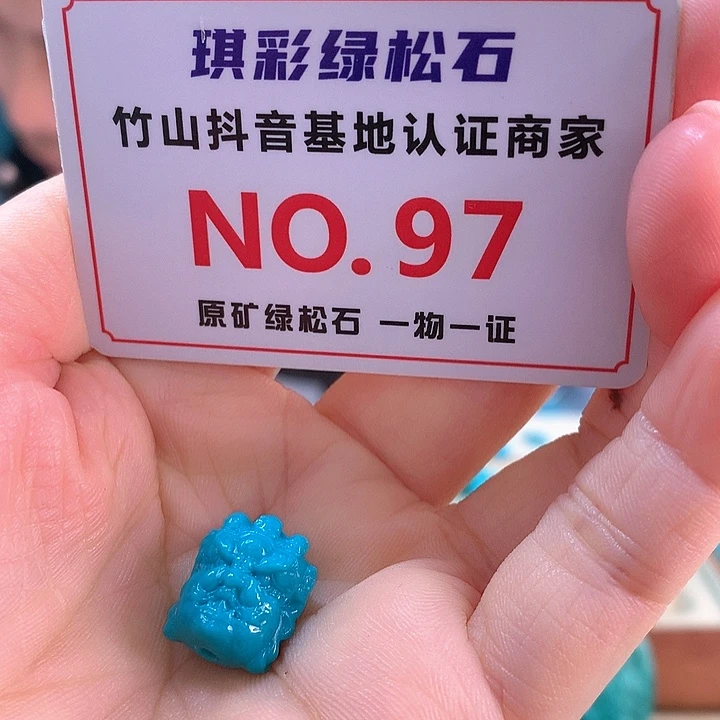 琪彩绿松石
竹山抖音基地认证商家
NO.97
原矿绿松石 一物一证